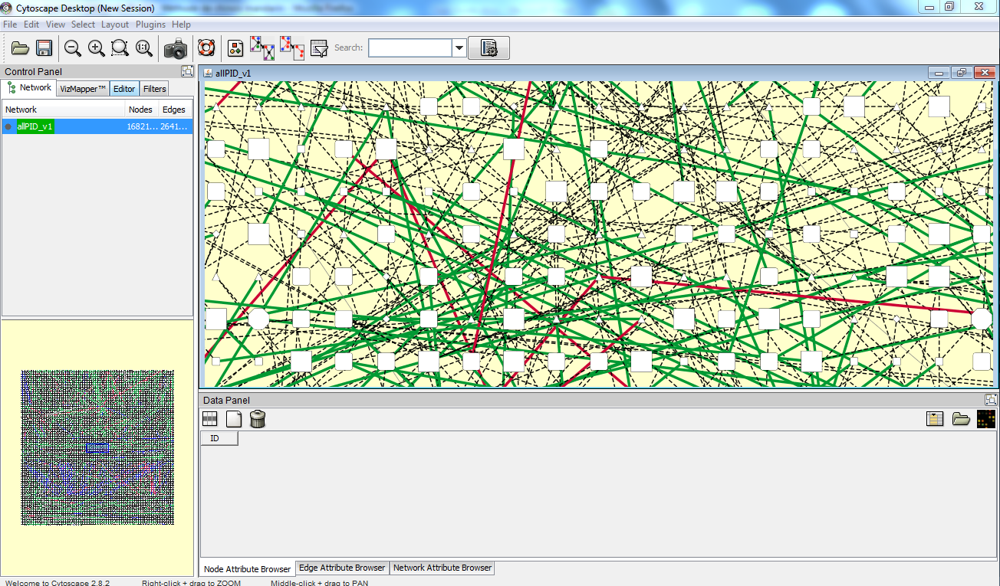 Cytoscape Desktop (New Session)
File Edit View Select Layout Plugins Help
Search:
Control Panel
Network VizMapper™ Editor Filters
Network Nodes Edges
allPID_v1 16821... 2641...
allPID_v1
Data Panel
ID
Node Attribute Browser Edge Attribute Browser Network Attribute Browser
Welcome to Cytoscape 2.8.2 Right-click + drag to ZOOM Middle-click + drag to PAN